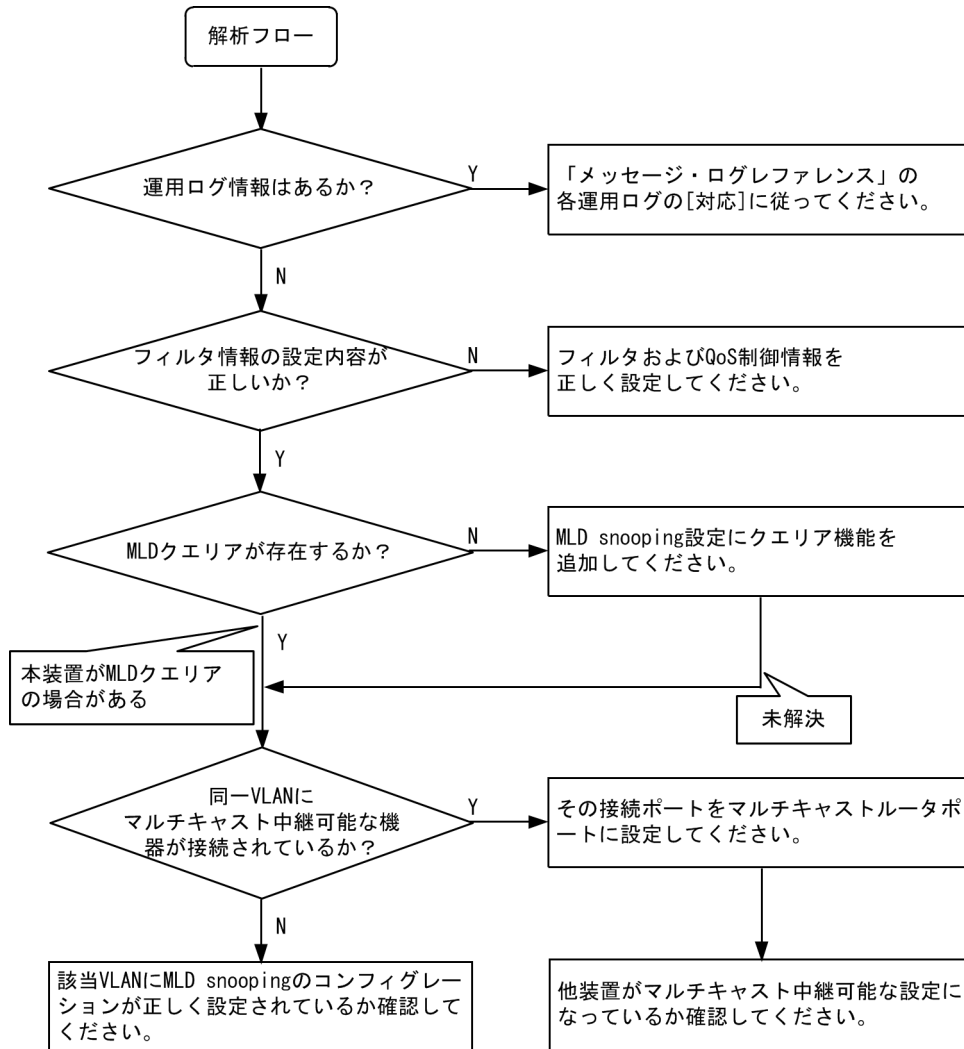 解析フロー
運用ログ情報はあるか？
Y
「メッセージ・ログレファレンス」の
各運用ログの[対応]に従ってください。
N
フィルタ情報の設定内容が
正しいか？
N
フィルタおよびQoS制御情報を
正しく設定してください。
Y
MLDクエリアが存在するか？
N
MLD snooping設定にクエリア機能を
追加してください。
Y
本装置がMLDクエリア
の場合がある
未解決
同一VLANに
マルチキャスト中継可能な機
器が接続されているか？
Y
その接続ポートをマルチキャストルータポ
ートに設定してください。
N
該当VLANにMLD snoopingのコンフィグレー
ションが正しく設定されているか確認して
ください。
他装置がマルチキャスト中継可能な設定に
なっているか確認してください。